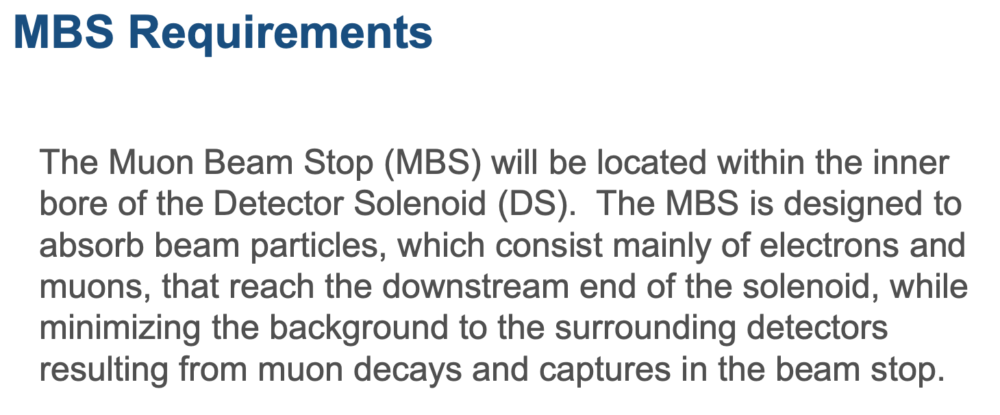 MBS Requirements
The Muon Beam Stop (MBS) will be located within the inner
bore of the Detector Solenoid (DS).  The MBS is designed to
absorb beam particles, which consist mainly of electrons and
muons, that reach the downstream end of the solenoid, while
minimizing the background to the surrounding detectors
resulting from muon decays and captures in the beam stop.